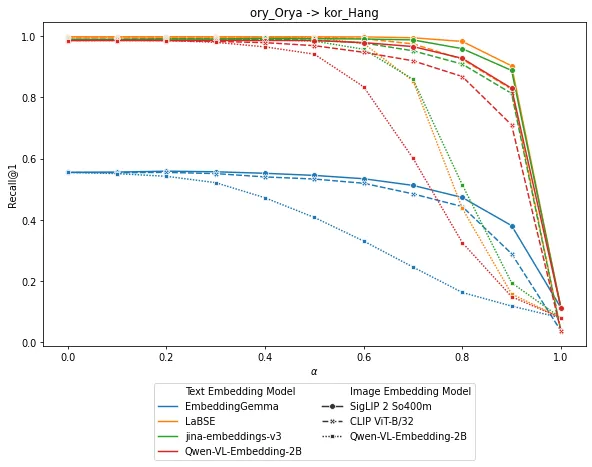 ory_Orya -> kor_Hang
Recall@1
1.0
0.8
0.6
0.4
0.2
0.0
0.0 0.2 0.4 0.6 0.8 1.0
α
Text Embedding Model
EmbeddingGemma
LaBSE
jina-embeddings-v3
Qwen-VL-Embedding-2B
Image Embedding Model
SigLIP 2 So400m
CLIP ViT-B/32
Qwen-VL-Embedding-2B